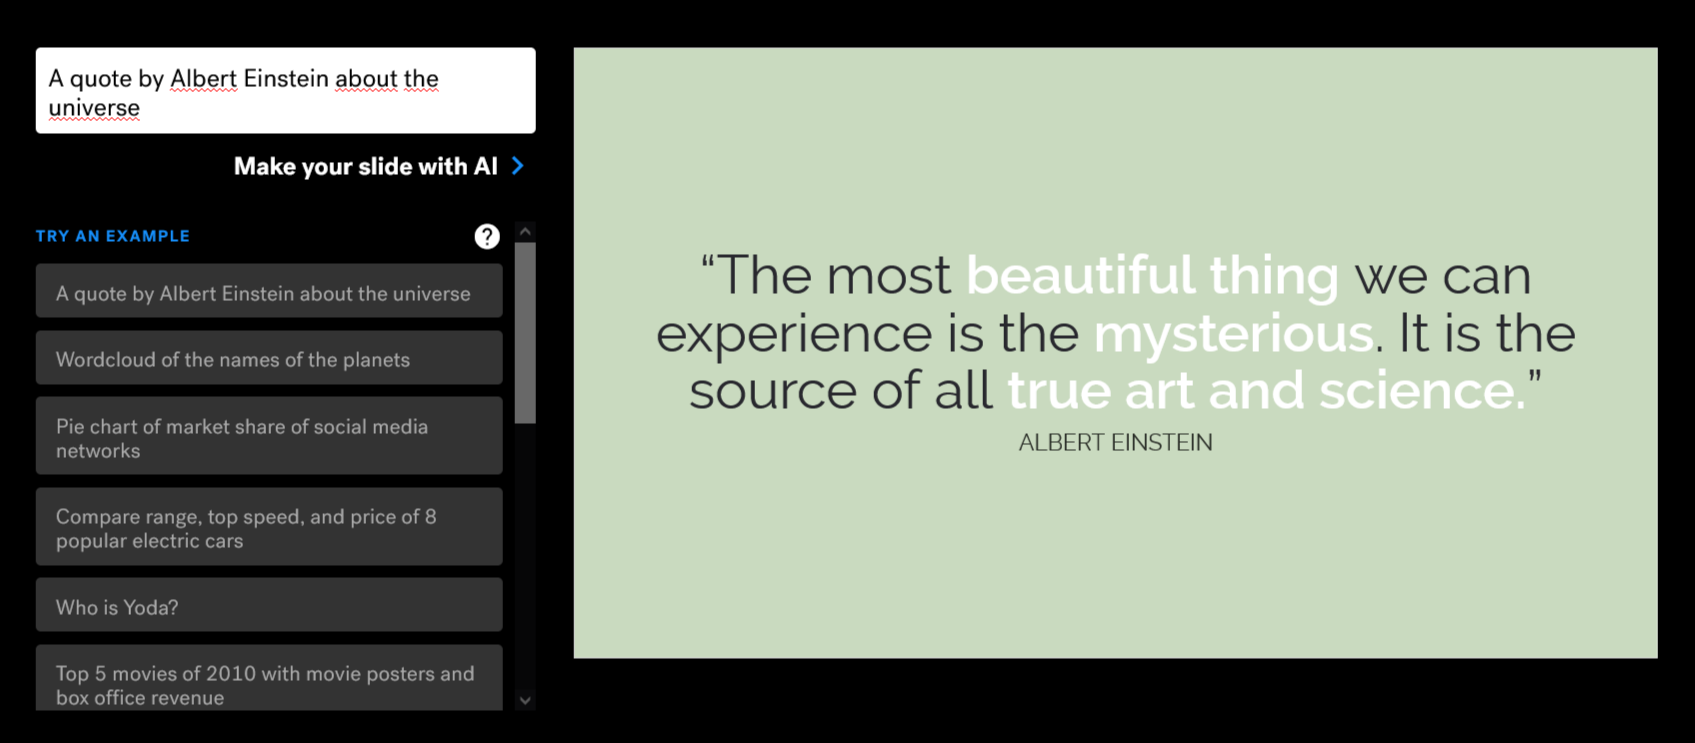 A quote by Albert Einstein about the
universe
Make your slide with AI
TRY AN EXAMPLE
?
A quote by Albert Einstein about the universe
Wordcloud of the names of the planets
Pie chart of market share of social media
networks
Compare range, top speed, and price of 8
popular electric cars
Who is Yoda?
Top 5 movies of 2010 with movie posters and
box office revenue
“The most beautiful thing we can
experience is the mysterious. It is the
source of all true art and science.”
ALBERT EINSTEIN